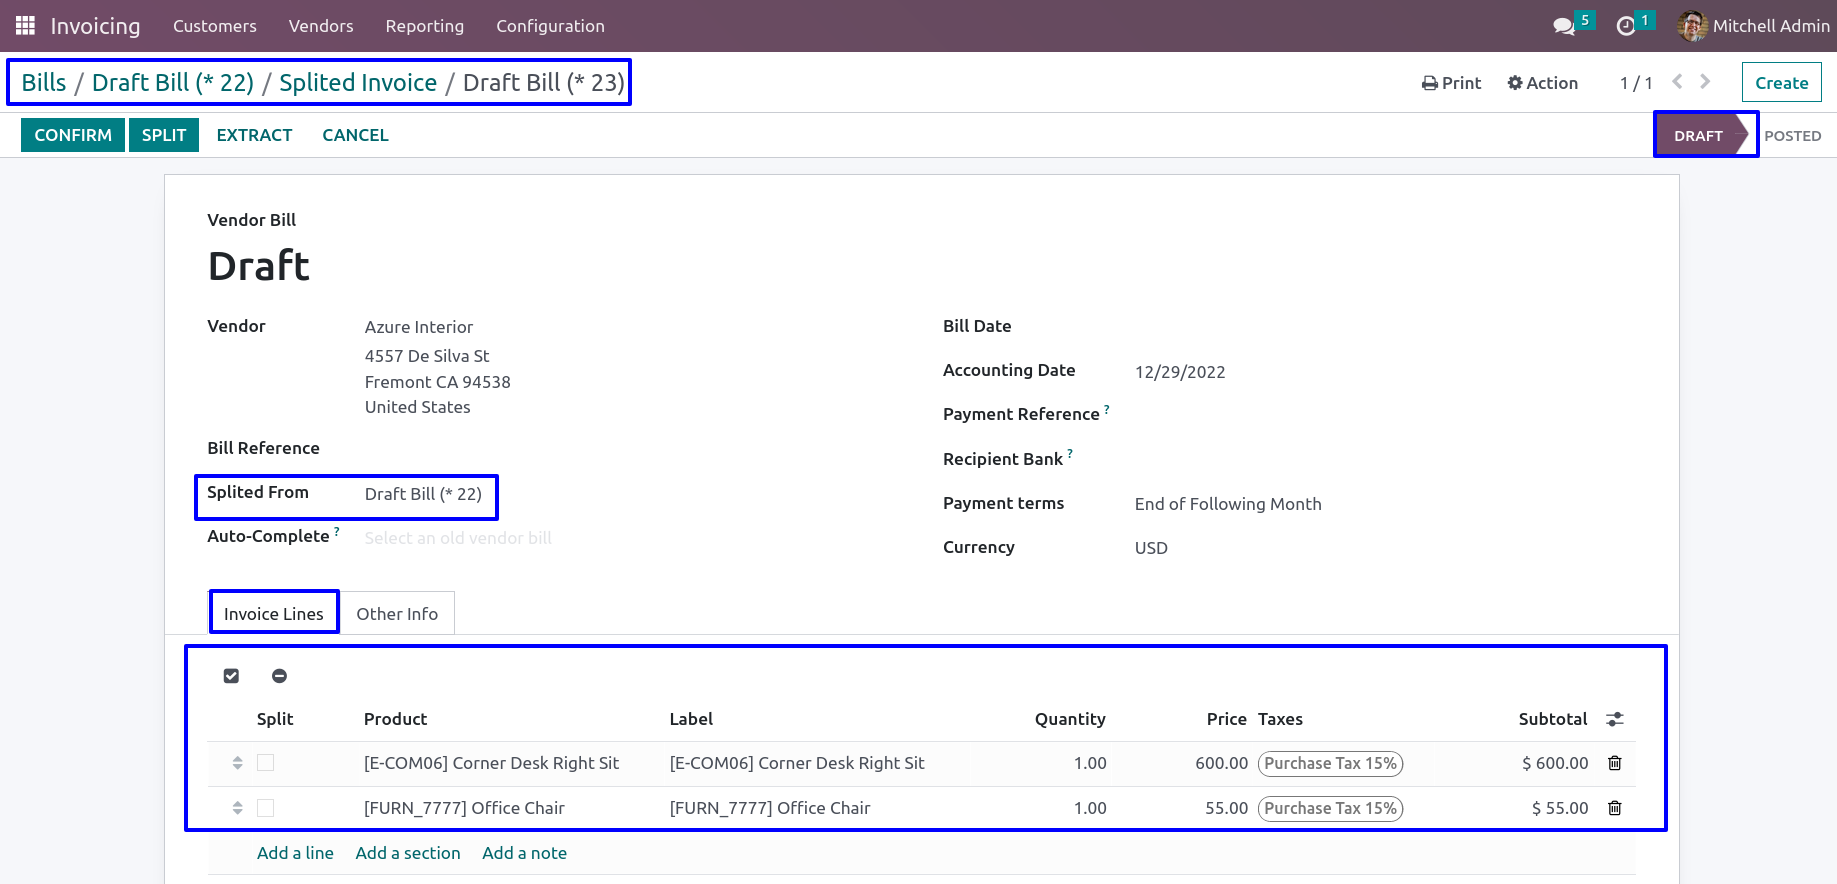 Invoicing Customers Vendors Reporting Configuration 5 1 Mitchell Admin
Bills / Draft Bill (* 22) / Splited Invoice / Draft Bill (* 23) Print Action 1 / 1 Create
CONFIRM SPLIT EXTRACT CANCEL DRAFT POSTED
Vendor Bill
Draft
Vendor Azure Interior
4557 De Silva St
Fremont CA 94538
United States
Bill Reference
Splited From Draft Bill (* 22)
Auto-Complete ? Select an old vendor bill
Bill Date
Accounting Date 12/29/2022
Payment Reference ?
Recipient Bank ?
Payment terms End of Following Month
Currency USD
Invoice Lines Other Info
Split Product Label Quantity Price Taxes Subtotal
[E-COM06] Corner Desk Right Sit [E-COM06] Corner Desk Right Sit 1.00 600.00 Purchase Tax 15% $ 600.00
[FURN_7777] Office Chair [FURN_7777] Office Chair 1.00 55.00 Purchase Tax 15% $ 55.00
Add a line Add a section Add a note